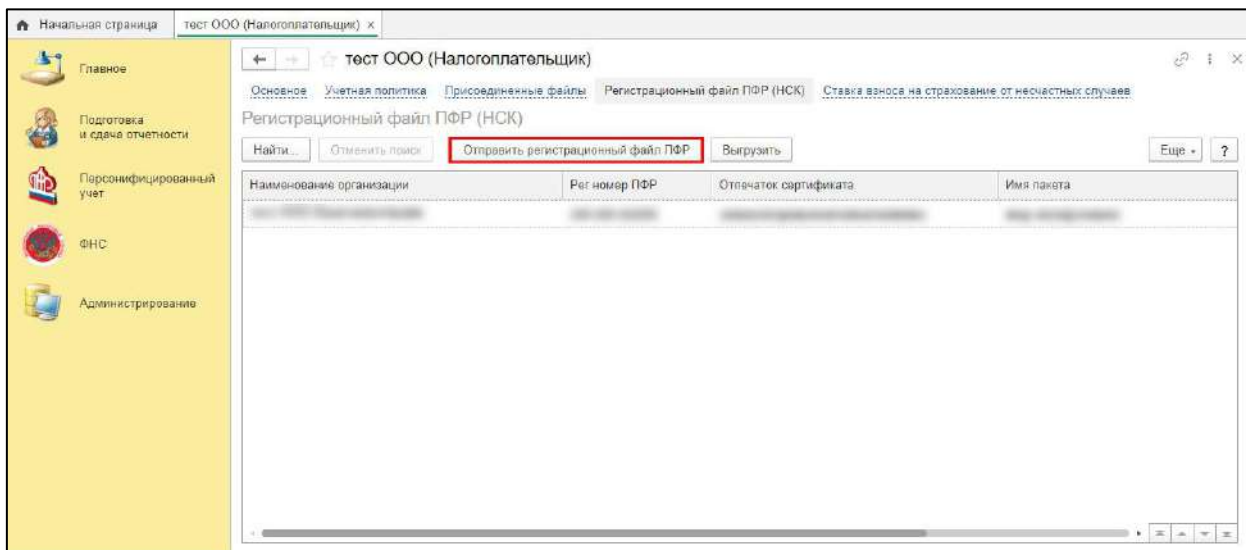 Начальная страница
тест ООО (Налогоплательщик) ×
Главное
Подготовка
и сдача отчетности
Персонифицированный
учет
ФНС
Администрирование
тест ООО (Налогоплательщик)
Основное Учетная политика Присоединенные файлы Регистрационный файл ПФР (НСК) Ставка взноса на страхование от несчастных случаев
Регистрационный файл ПФР (НСК)
Найти... Отменить поиск Отправить регистрационный файл ПФР Выгрузить Еще ?
Наименование организации Рег номер ПФР Отпечаток сертификата Имя пакета